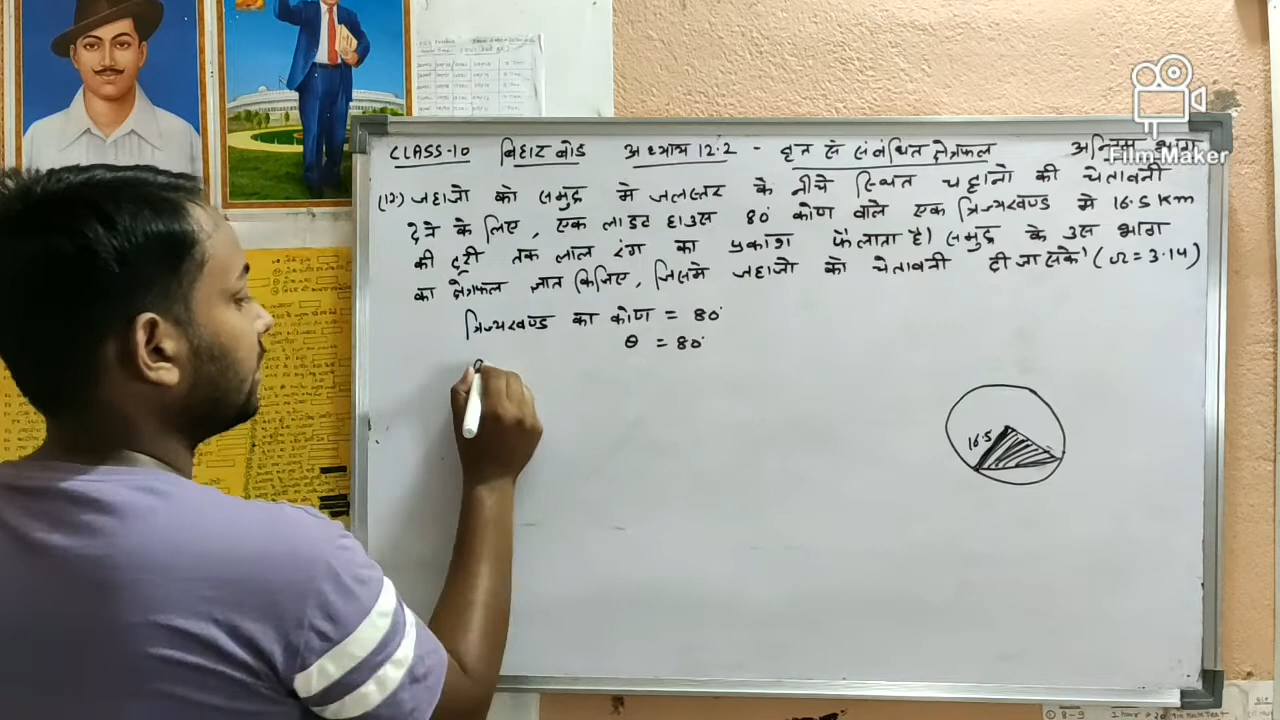 CLASS-10 बिहार बोर्ड अध्याय 12.2 - वृत से संबंधित क्षेत्रफल अन्तिम भाग
Film Maker
(12) जहाजो को समुद्र मे जलस्तर के नीचे स्थित चट्टानो की चेतावनी
देने के लिए, एक लाइट हाउस 80° कोण वाले एक त्रिज्यखण्ड मे 16.5 Km
की दूरी तक लाल रंग का प्रकाश फैलाता है। समुद्र के उस भाग
का क्षेत्रफल ज्ञात किजिए, जिसमे जहाजो को चेतावनी दी जा सके। (π = 3.14)
त्रिज्यखण्ड का कोण = 80°
θ = 80°
16.5